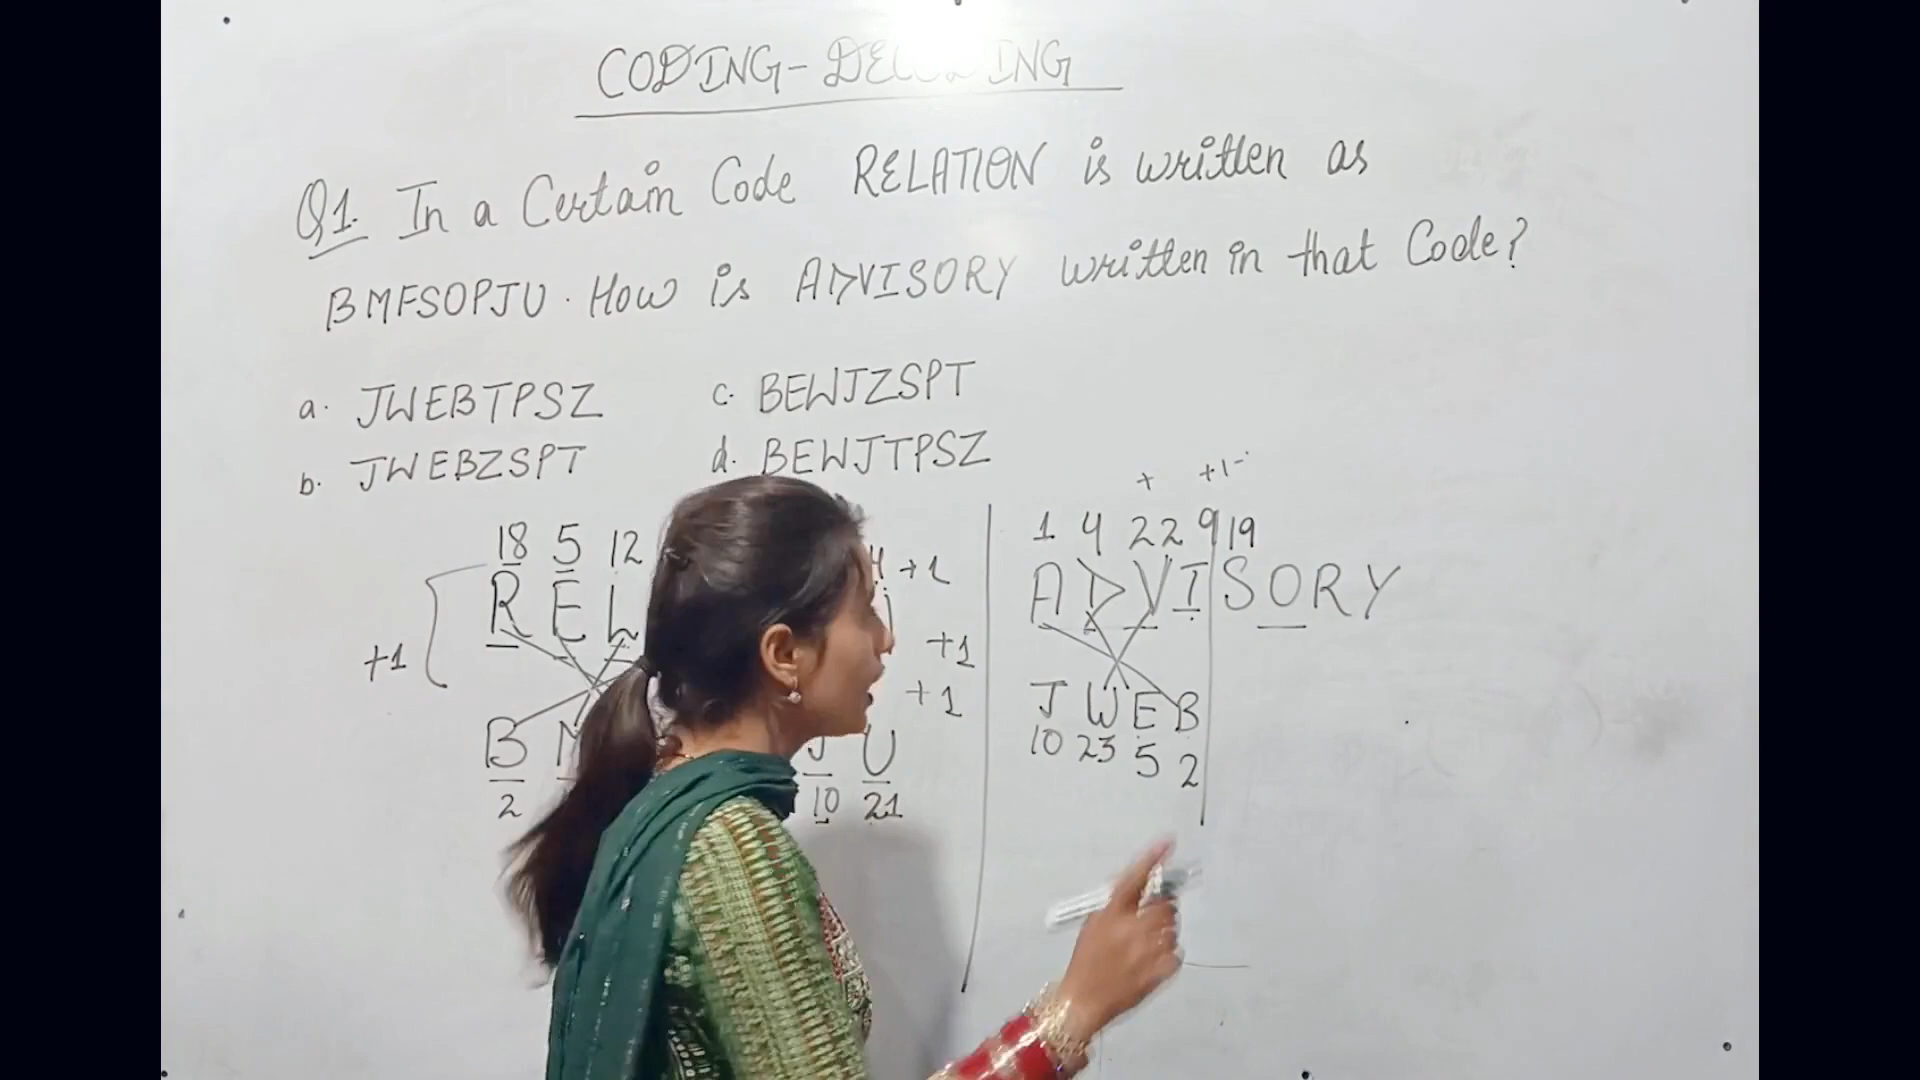 CODING-
Q1. In a Certain Code RELATION is written as
BMFSOPJU. How is ADVISORY written in that Code?
a. JWEBTPSZ c. BEWJZSPT
b. JWEBZSPT d. BEWJTPSZ
+ +1
18 5 12 +1 1 4 22 9 19
R E L ADVISORY
+1 +1
+1 J W E B
B J U 10 23 5 2
2 10 21